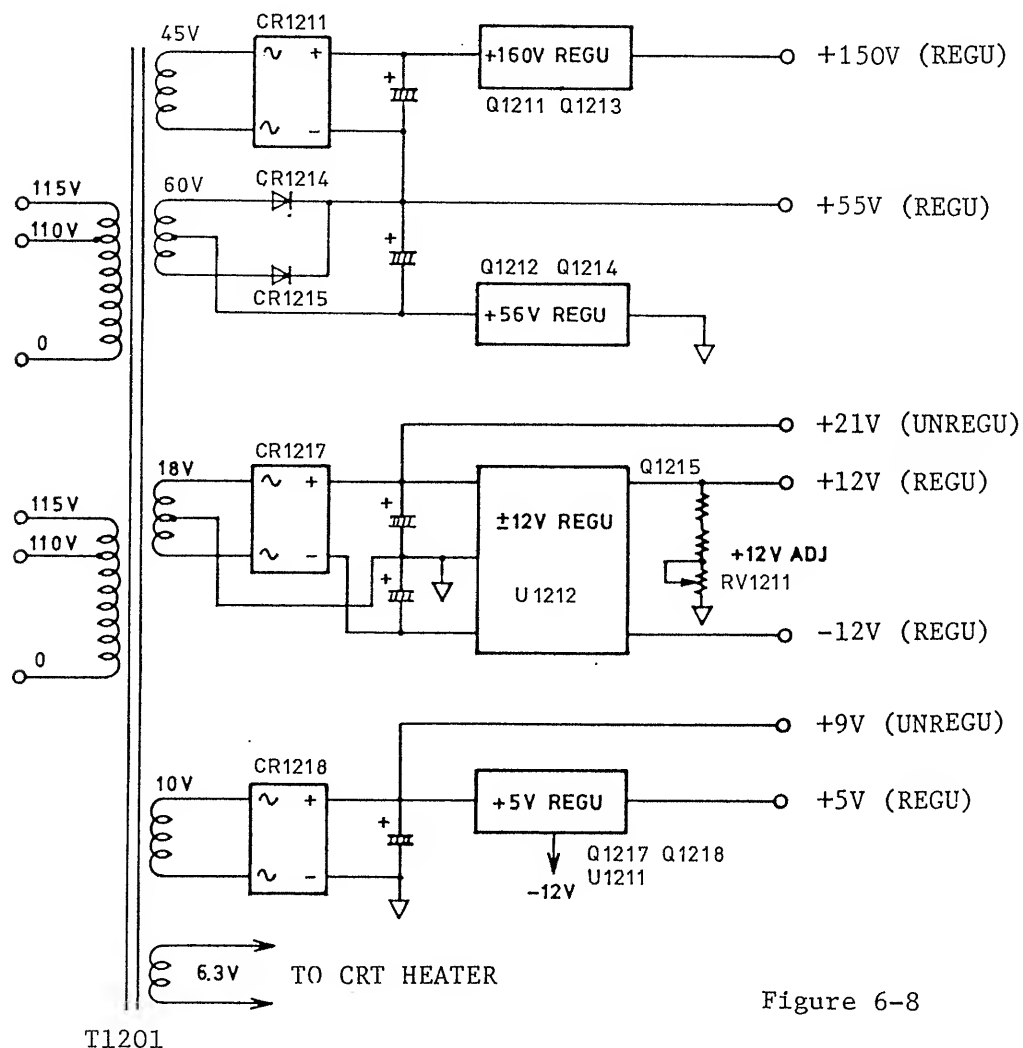 CR1211
45V
∿ +
∿ -
+
+160V REGU
Q1211 Q1213
+150V (REGU)
115V
110V
0
60V
CR1214
CR1215
+
+55V (REGU)
Q1212 Q1214
+56V REGU
+21V (UNREGU)
CR1217
18V
∿ +
∿ -
+
+
±12V REGU
U1212
Q1215
+12V (REGU)
+12V ADJ
RV1211
-12V (REGU)
115V
110V
0
+9V (UNREGU)
CR1218
10V
∿ +
∿ -
+
+5V REGU
+5V (REGU)
Q1217 Q1218
U1211
-12V
6.3V
TO CRT HEATER
Figure 6-8
T1201